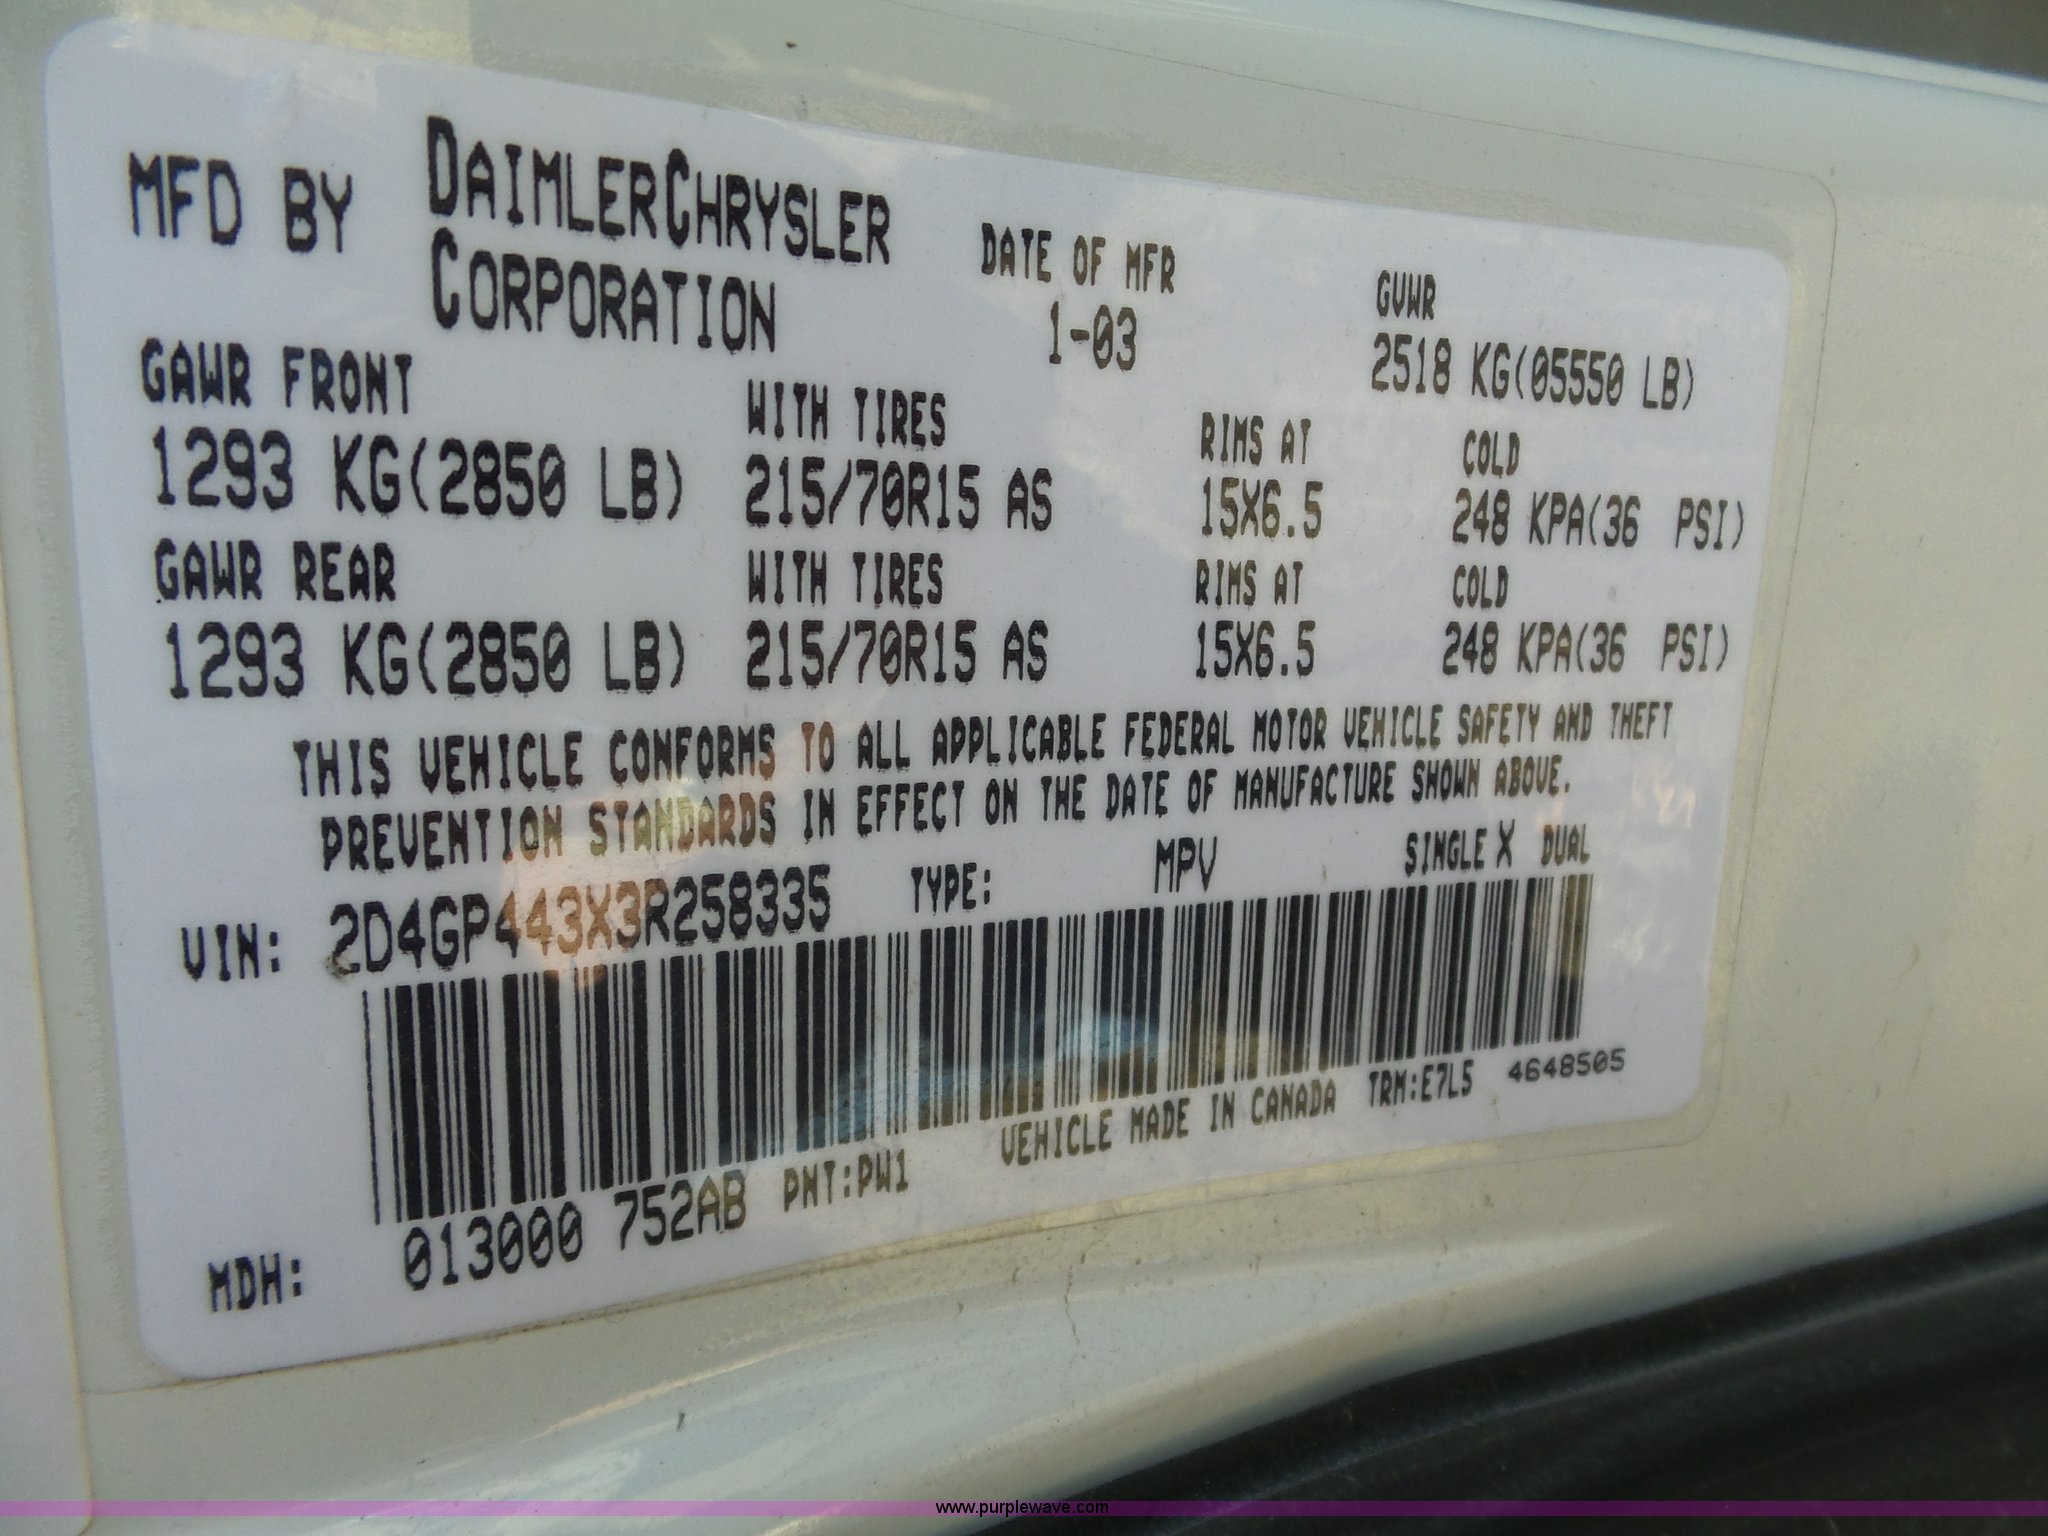 MFD BY DAIMLERCHRYSLER CORPORATION
DATE OF MFR 1-03
GVWR 2518 KG(05550 LB)
GAWR FRONT WITH TIRES RIMS AT COLD
1293 KG(2850 LB) 215/70R15 AS 15X6.5 248 KPA(36 PSI)
GAWR REAR WITH TIRES RIMS AT COLD
1293 KG(2850 LB) 215/70R15 AS 15X6.5 248 KPA(36 PSI)
THIS VEHICLE CONFORMS TO ALL APPLICABLE FEDERAL MOTOR VEHICLE SAFETY AND THEFT
PREVENTION STANDARDS IN EFFECT ON THE DATE OF MANUFACTURE SHOWN ABOVE.
VIN: 2D4GP443X3R258335 TYPE: MPV SINGLE X DUAL
MDH: 013000 752AB PNT:PW1 VEHICLE MADE IN CANADA TRM:E7L5 4648505
www.purplewave.com